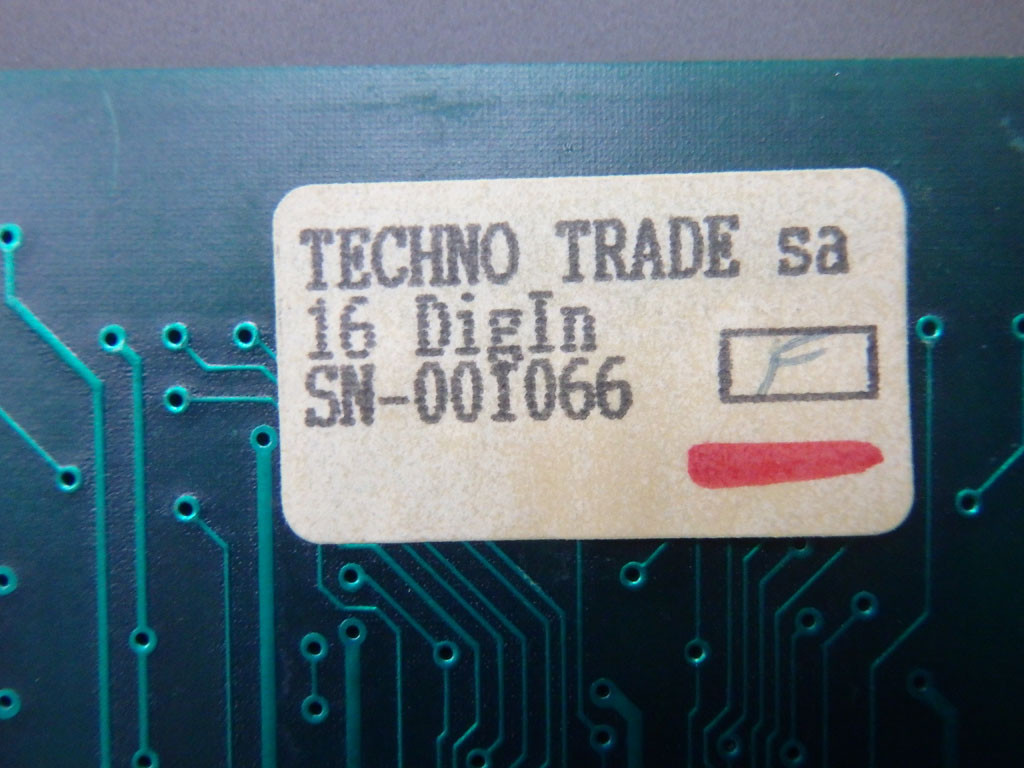 TECHNO TRADE sa
16 DigIn
SN-001066
F